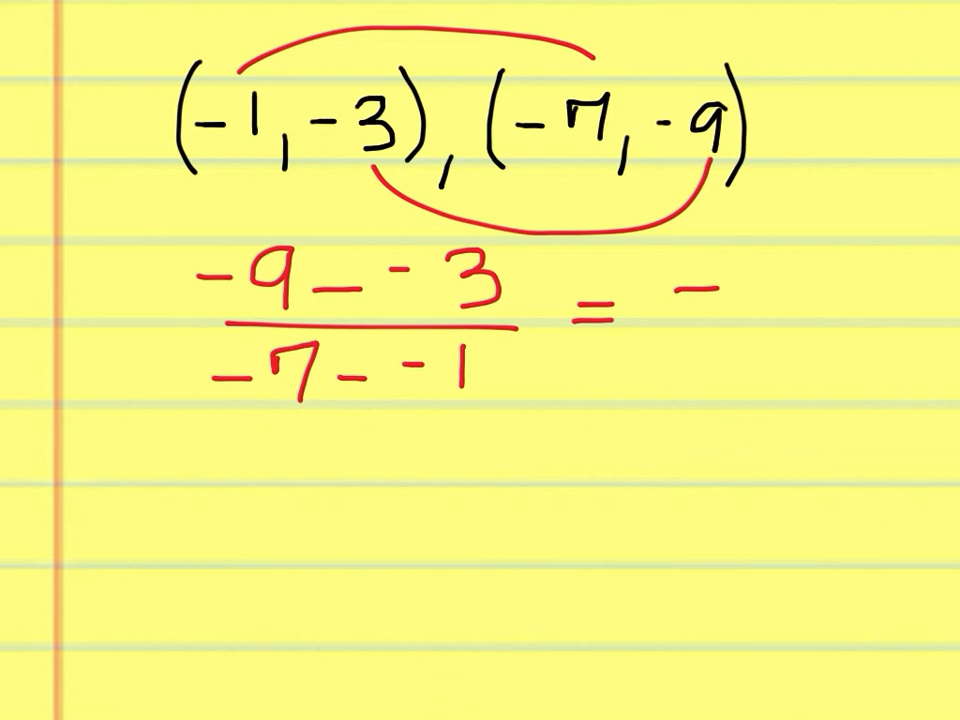 (-1, -3), (-7, -9)
-9 - -3 = -
-7 - -1